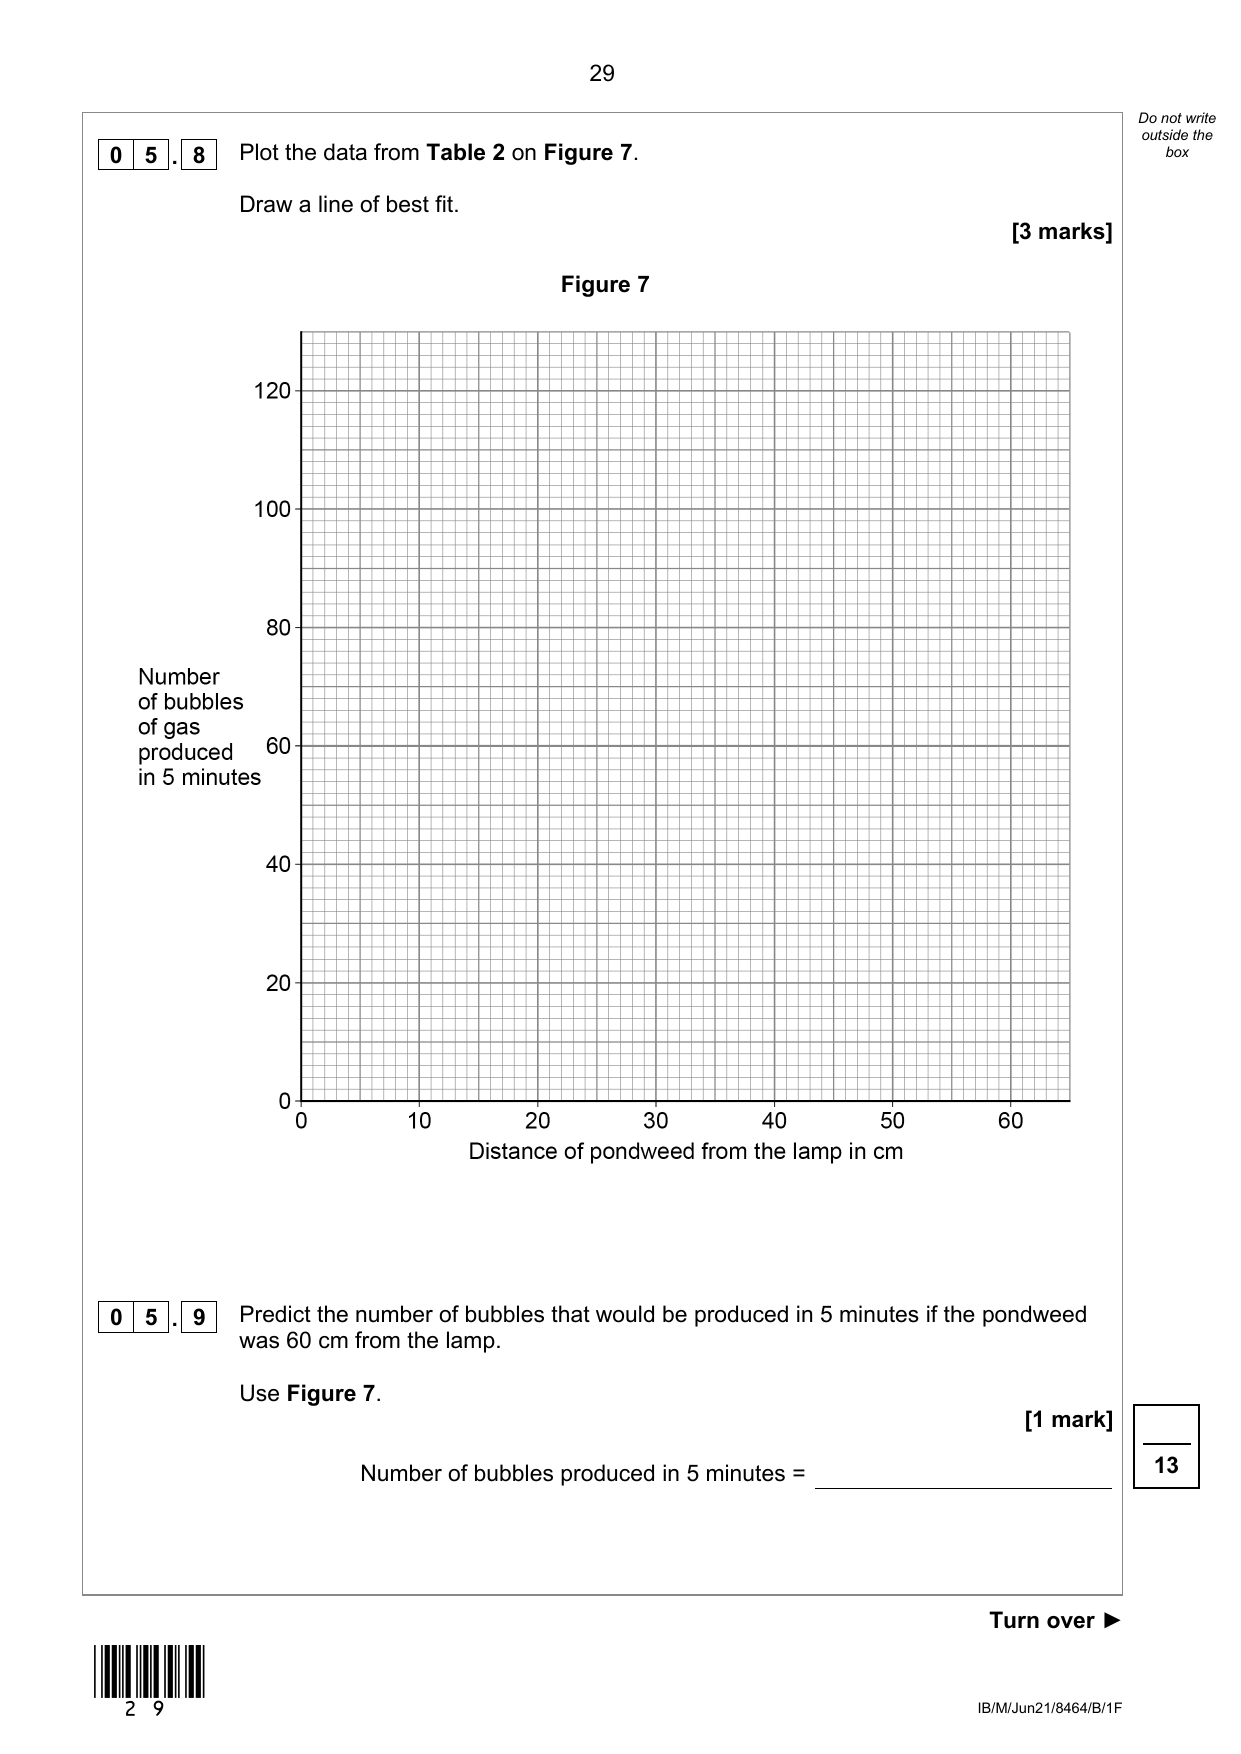 29
Do not write
outside the
box
0 5 . 8 Plot the data from Table 2 on Figure 7.
Draw a line of best fit.
[3 marks]
Figure 7
120
100
80
60
40
20
0
Number
of bubbles
of gas
produced
in 5 minutes
0 10 20 30 40 50 60
Distance of pondweed from the lamp in cm
0 5 . 9 Predict the number of bubbles that would be produced in 5 minutes if the pondweed
was 60 cm from the lamp.
Use Figure 7.
[1 mark]
Number of bubbles produced in 5 minutes =
13
Turn over ►
2 9
IB/M/Jun21/8464/B/1F